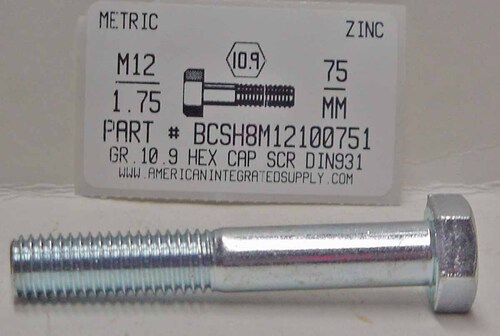 METRIC
ZINC
M12
1.75
10.9
75
MM
PART # BCSH8M12100751
GR.10.9 HEX CAP SCR DIN931
WWW.AMERICANINTEGRATEDSUPPLY.COM